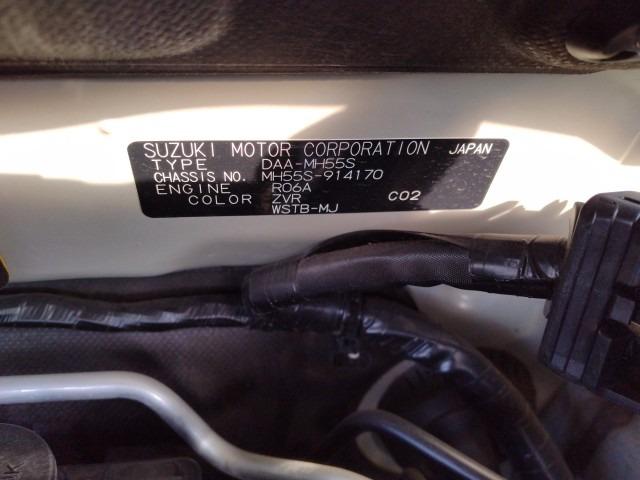 SUZUKI MOTOR CORPORATION JAPAN
TYPE DAA-MH55S
CHASSIS NO. MH55S-914170
ENGINE R06A
COLOR ZVR C02
WSTB-MJ